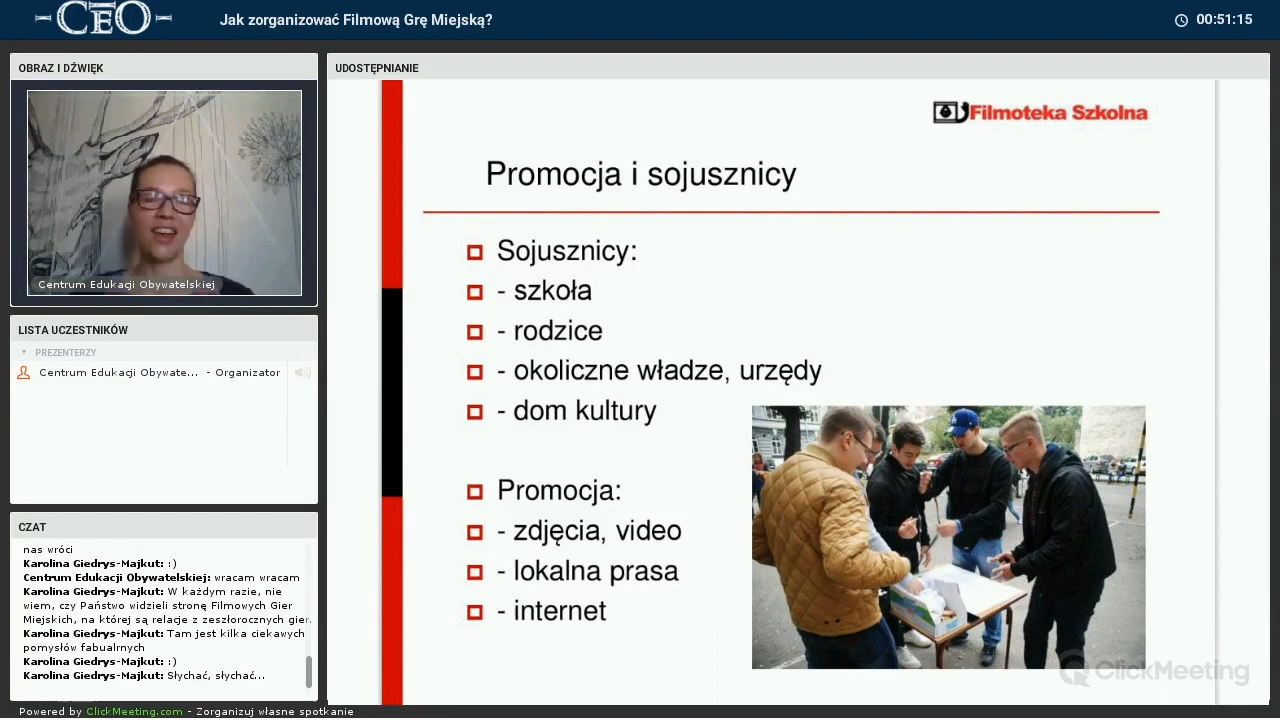 CEO
Jak zorganizować Filmową Grę Miejską?
00:51:15
OBRAZ I DŹWIĘK
Centrum Edukacji Obywatelskiej
LISTA UCZESTNIKÓW
PREZENTERZY
Centrum Edukacji Obywate... - Organizator
CZAT
nas wróci
Karolina Giedrys-Majkut: :)
Centrum Edukacji Obywatelskiej: wracam wracam
Karolina Giedrys-Majkut: W każdym razie, nie
wiem, czy Państwo widzieli stronę Filmowych Gier
Miejskich, na której są relacje z zeszłorocznych gier.
Karolina Giedrys-Majkut: Tam jest kilka ciekawych
pomysłów fabualrnych
Karolina Giedrys-Majkut: :)
Karolina Giedrys-Majkut: Słychać, słychać...
Powered by ClickMeeting.com - Zorganizuj własne spotkanie
UDOSTĘPNIANIE
Filmoteka Szkolna
Promocja i sojusznicy
Sojusznicy:
- szkoła
- rodzice
- okoliczne władze, urzędy
- dom kultury
Promocja:
- zdjęcia, video
- lokalna prasa
- internet
ClickMeeting